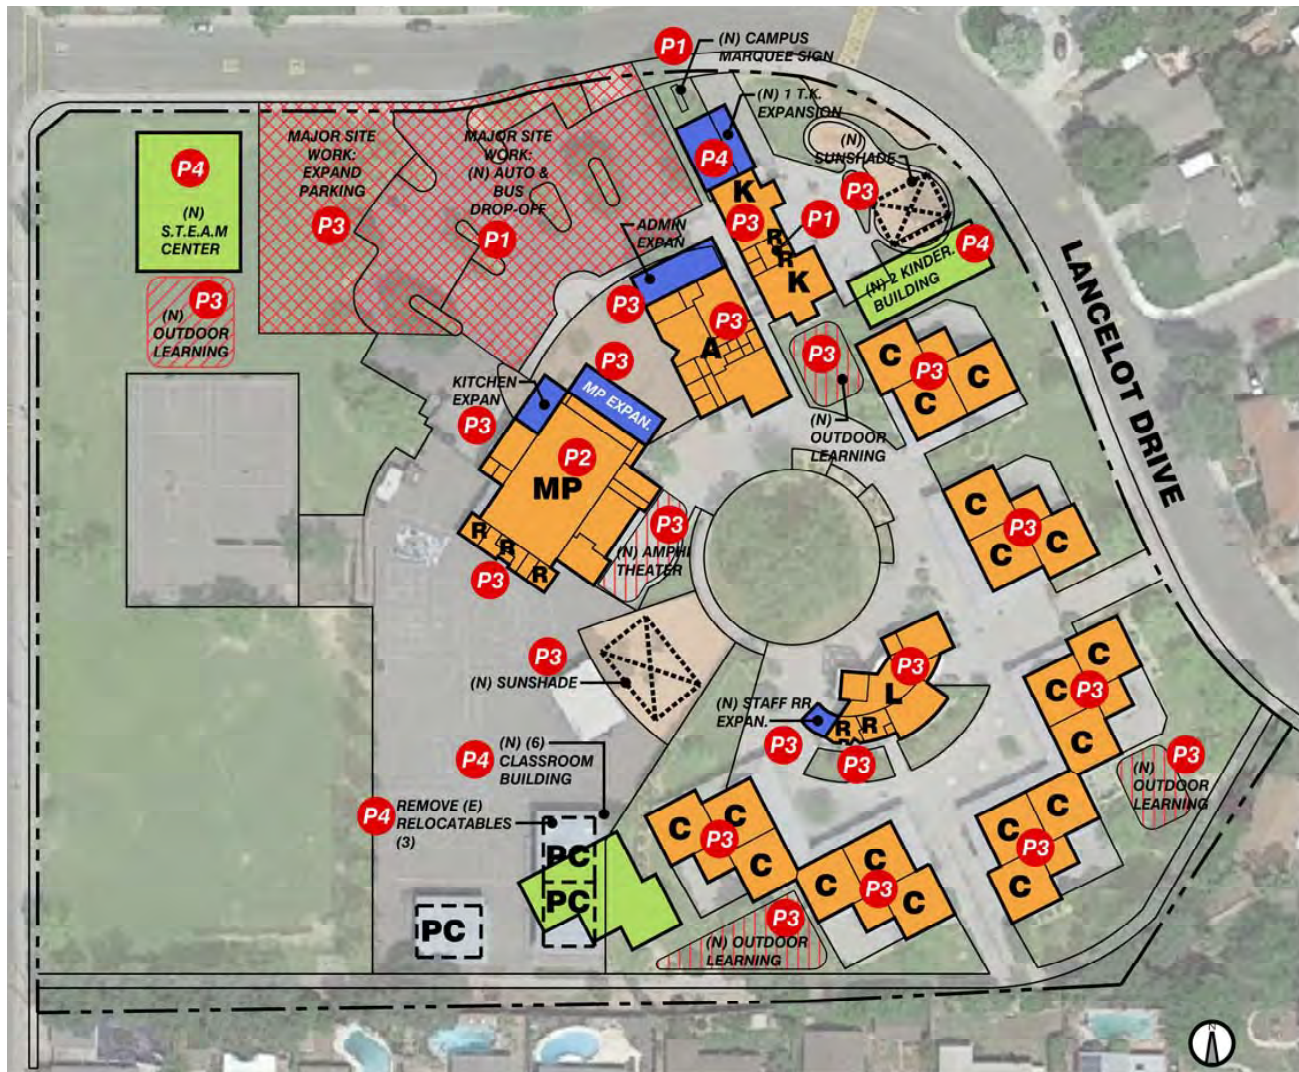 P1
(N) CAMPUS
MARQUEE SIGN
(N) 1 T.K.
EXPANSION
P4
MAJOR SITE
WORK:
EXPAND
PARKING
P3
MAJOR SITE
WORK:
(N) AUTO &
BUS
DROP-OFF
P1
P4
(N)
S.T.E.A.M
CENTER
P3
(N)
OUTDOOR
LEARNING
(N)
SUNSHADE
P3
K
P3
P1
R
R
K
P4
(N) 2 KINDER.
BUILDING
LANCELOT DRIVE
ADMIN
EXPAN
P3
P3
A
P3
(N)
OUTDOOR
LEARNING
C
P3
C
C
KITCHEN
EXPAN
P3
P3
MP EXPAN.
P2
MP
R
R
R
P3
P3
(N) AMPHI
THEATER
C
P3
C
C
P3
(N) SUNSHADE
P3
L
(N) STAFF RR
EXPAN.
R
R
P3
P3
C
C
P3
C
P3
(N)
OUTDOOR
LEARNING
P4
(N) (6)
CLASSROOM
BUILDING
P4
REMOVE (E)
RELOCATABLES
(3)
PC
PC
PC
C
C
P3
C
C
C
P3
C
C
C
P3
C
P3
(N) OUTDOOR
LEARNING
N